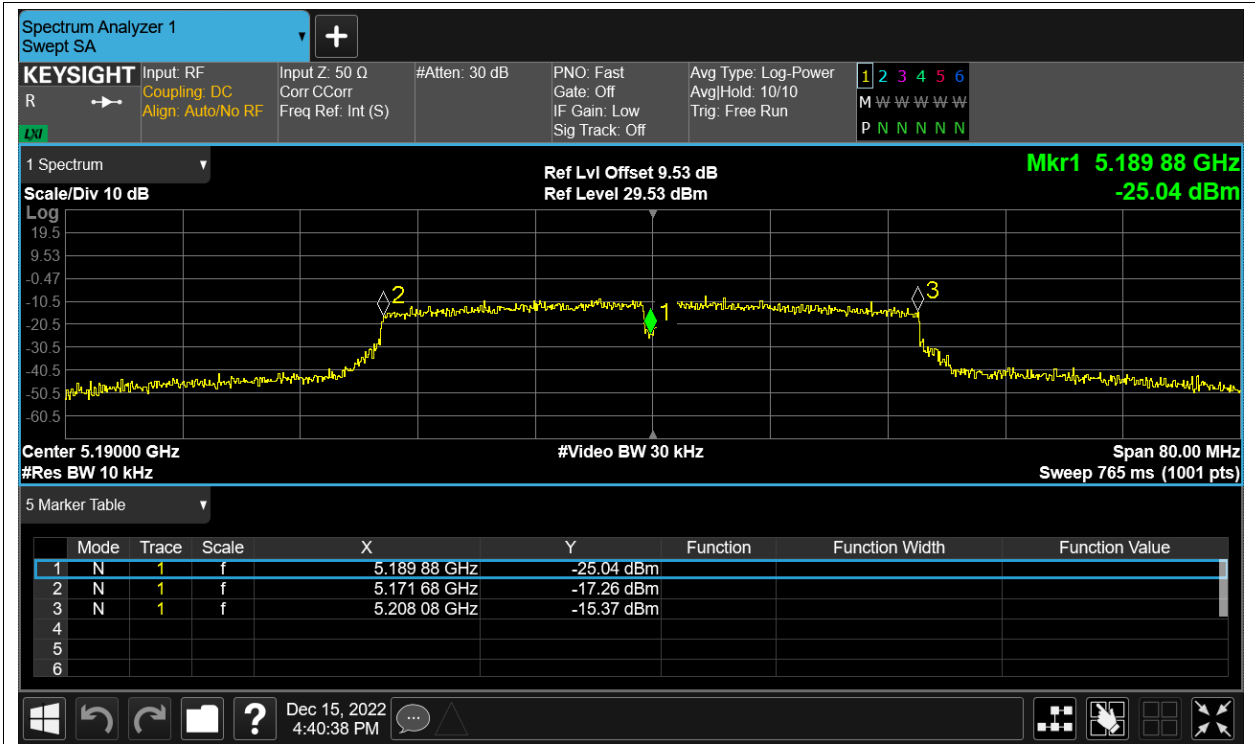 Spectrum Analyzer 1
Swept SA
KEYSIGHT
R
LXI
Input: RF
Coupling: DC
Align: Auto/No RF
Input Z: 50 Ω
Corr CCorr
Freq Ref: Int (S)
#Atten: 30 dB
PNO: Fast
Gate: Off
IF Gain: Low
Sig Track: Off
Avg Type: Log-Power
Avg|Hold: 10/10
Trig: Free Run
1 2 3 4 5 6
M W W W W W
P N N N N N
1 Spectrum
Scale/Div 10 dB
Ref Lvl Offset 9.53 dB
Ref Level 29.53 dBm
Mkr1 5.189 88 GHz
-25.04 dBm
Log
19.5
9.53
-0.47
-10.5
-20.5
-30.5
-40.5
-50.5
-60.5
2
1
3
Center 5.19000 GHz
#Video BW 30 kHz
Span 80.00 MHz
#Res BW 10 kHz
Sweep 765 ms (1001 pts)
5 Marker Table
Mode Trace Scale X Y Function Function Width Function Value
1 N 1 f 5.189 88 GHz -25.04 dBm
2 N 1 f 5.171 68 GHz -17.26 dBm
3 N 1 f 5.208 08 GHz -15.37 dBm
4
5
6
?
Dec 15, 2022
4:40:38 PM